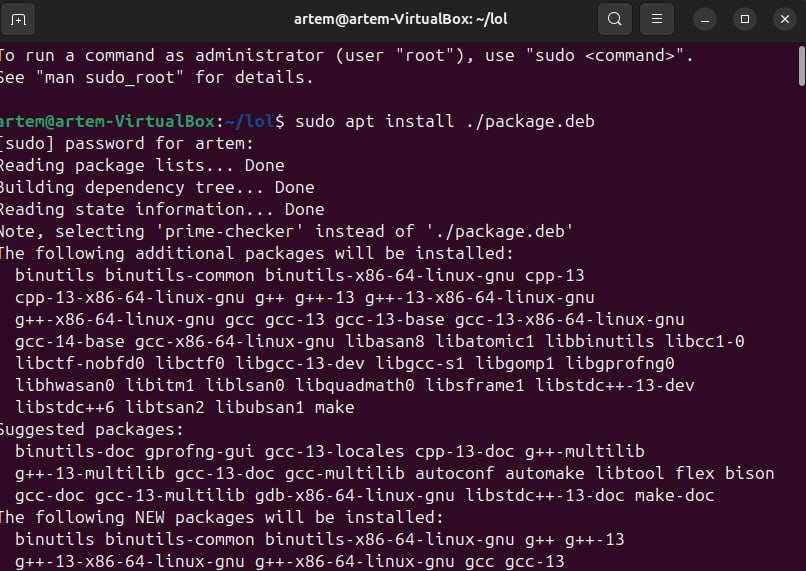 artem@artem-VirtualBox: ~/lol
To run a command as administrator (user "root"), use "sudo <command>".
See "man sudo_root" for details.
artem@artem-VirtualBox:~/lol$ sudo apt install ./package.deb
[sudo] password for artem:
Reading package lists... Done
Building dependency tree... Done
Reading state information... Done
Note, selecting 'prime-checker' instead of './package.deb'
The following additional packages will be installed:
binutils binutils-common binutils-x86-64-linux-gnu cpp-13
cpp-13-x86-64-linux-gnu g++ g++-13 g++-13-x86-64-linux-gnu
g++-x86-64-linux-gnu gcc gcc-13 gcc-13-base gcc-13-x86-64-linux-gnu
gcc-14-base gcc-x86-64-linux-gnu libasan8 libatomic1 libbinutils libcc1-0
libctf-nobfd0 libctf0 libgcc-13-dev libgcc-s1 libgomp1 libgprofng0
libhwasan0 libitm1 liblsan0 libquadmath0 libsframe1 libstdc++-13-dev
libstdc++6 libtsan2 libubsan1 make
Suggested packages:
binutils-doc gprofng-gui gcc-13-locales cpp-13-doc g++-multilib
g++-13-multilib gcc-13-doc gcc-multilib autoconf automake libtool flex bison
gcc-doc gcc-13-multilib gdb-x86-64-linux-gnu libstdc++-13-doc make-doc
The following NEW packages will be installed:
binutils binutils-common binutils-x86-64-linux-gnu g++ g++-13
g++-13-x86-64-linux-gnu g++-x86-64-linux-gnu gcc gcc-13